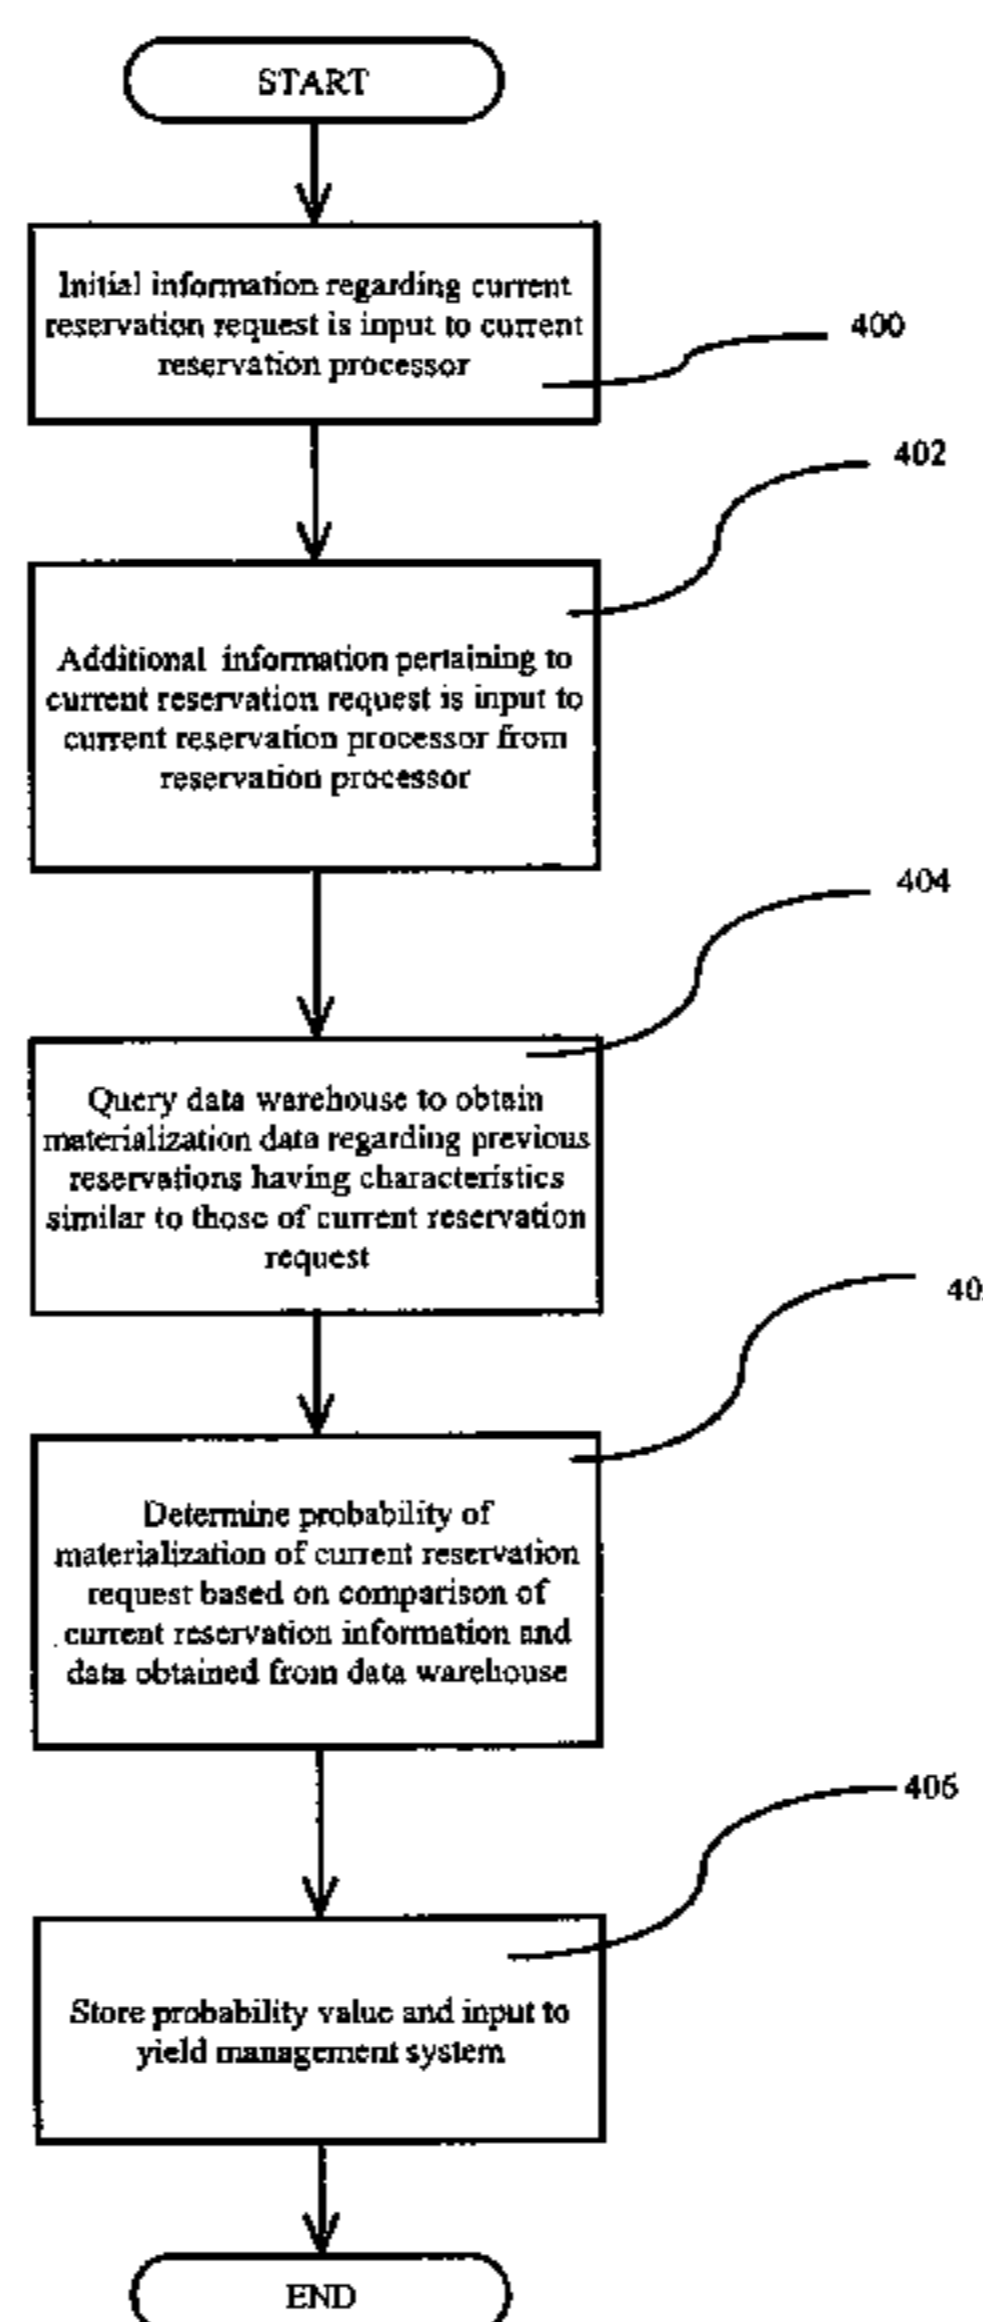 START
Initial information regarding current
reservation request is input to current
reservation processor
400
402
Additional information pertaining to
current reservation request is input to
current reservation processor from
reservation processor
404
Query data warehouse to obtain
materialization data regarding previous
reservations having characteristics
similar to those of current reservation
request
Determine probability of
materialization of current reservation
request based on comparison of
current reservation information and
data obtained from data warehouse
406
Store probability value and input to
yield management system
END